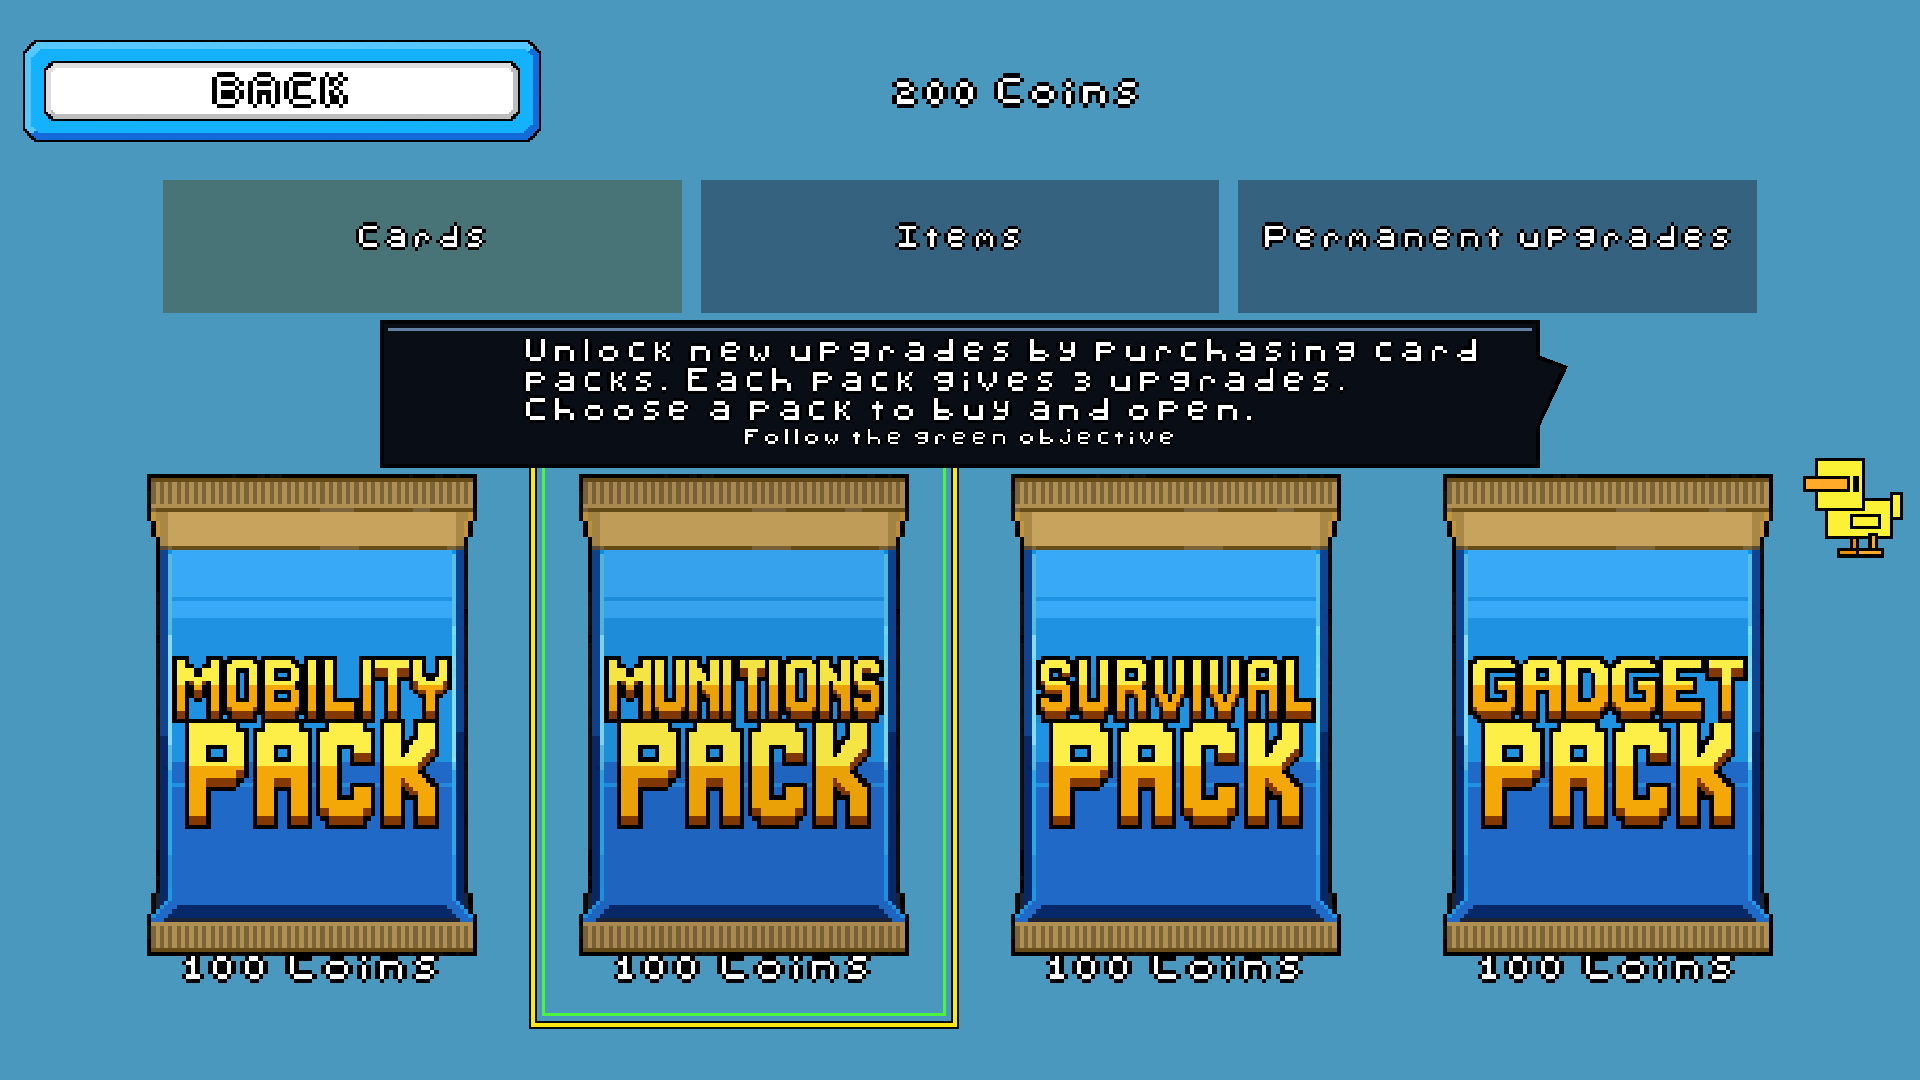 BACK
200 Coins
Cards
Items
Permanent upgrades
Unlock new upgrades by purchasing card
packs. Each pack gives 3 upgrades.
Choose a pack to buy and open.
Follow the green objective
MOBILITY
PACK
100 Coins
MUNITIONS
PACK
100 Coins
SURVIVAL
PACK
100 Coins
GADGET
PACK
100 Coins